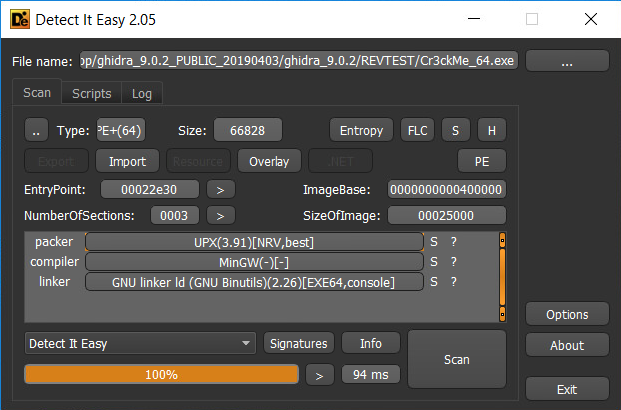 Detect It Easy 2.05
File name: op/ghidra_9.0.2_PUBLIC_20190403/ghidra_9.0.2/REVTEST/Cr3ckMe_64.exe ...
Scan Scripts Log
.. Type: PE+(64) Size: 66828 Entropy FLC S H
Export Import Resource Overlay .NET PE
EntryPoint: 00022e30 > ImageBase: 0000000000400000
NumberOfSections: 0003 > SizeOfImage: 00025000
packer UPX(3.91)[NRV,best] S ?
compiler MinGW(-)[-] S ?
linker GNU linker ld (GNU Binutils)(2.26)[EXE64,console] S ?
Options
Detect It Easy Signatures Info Scan About
100% > 94 ms
Exit